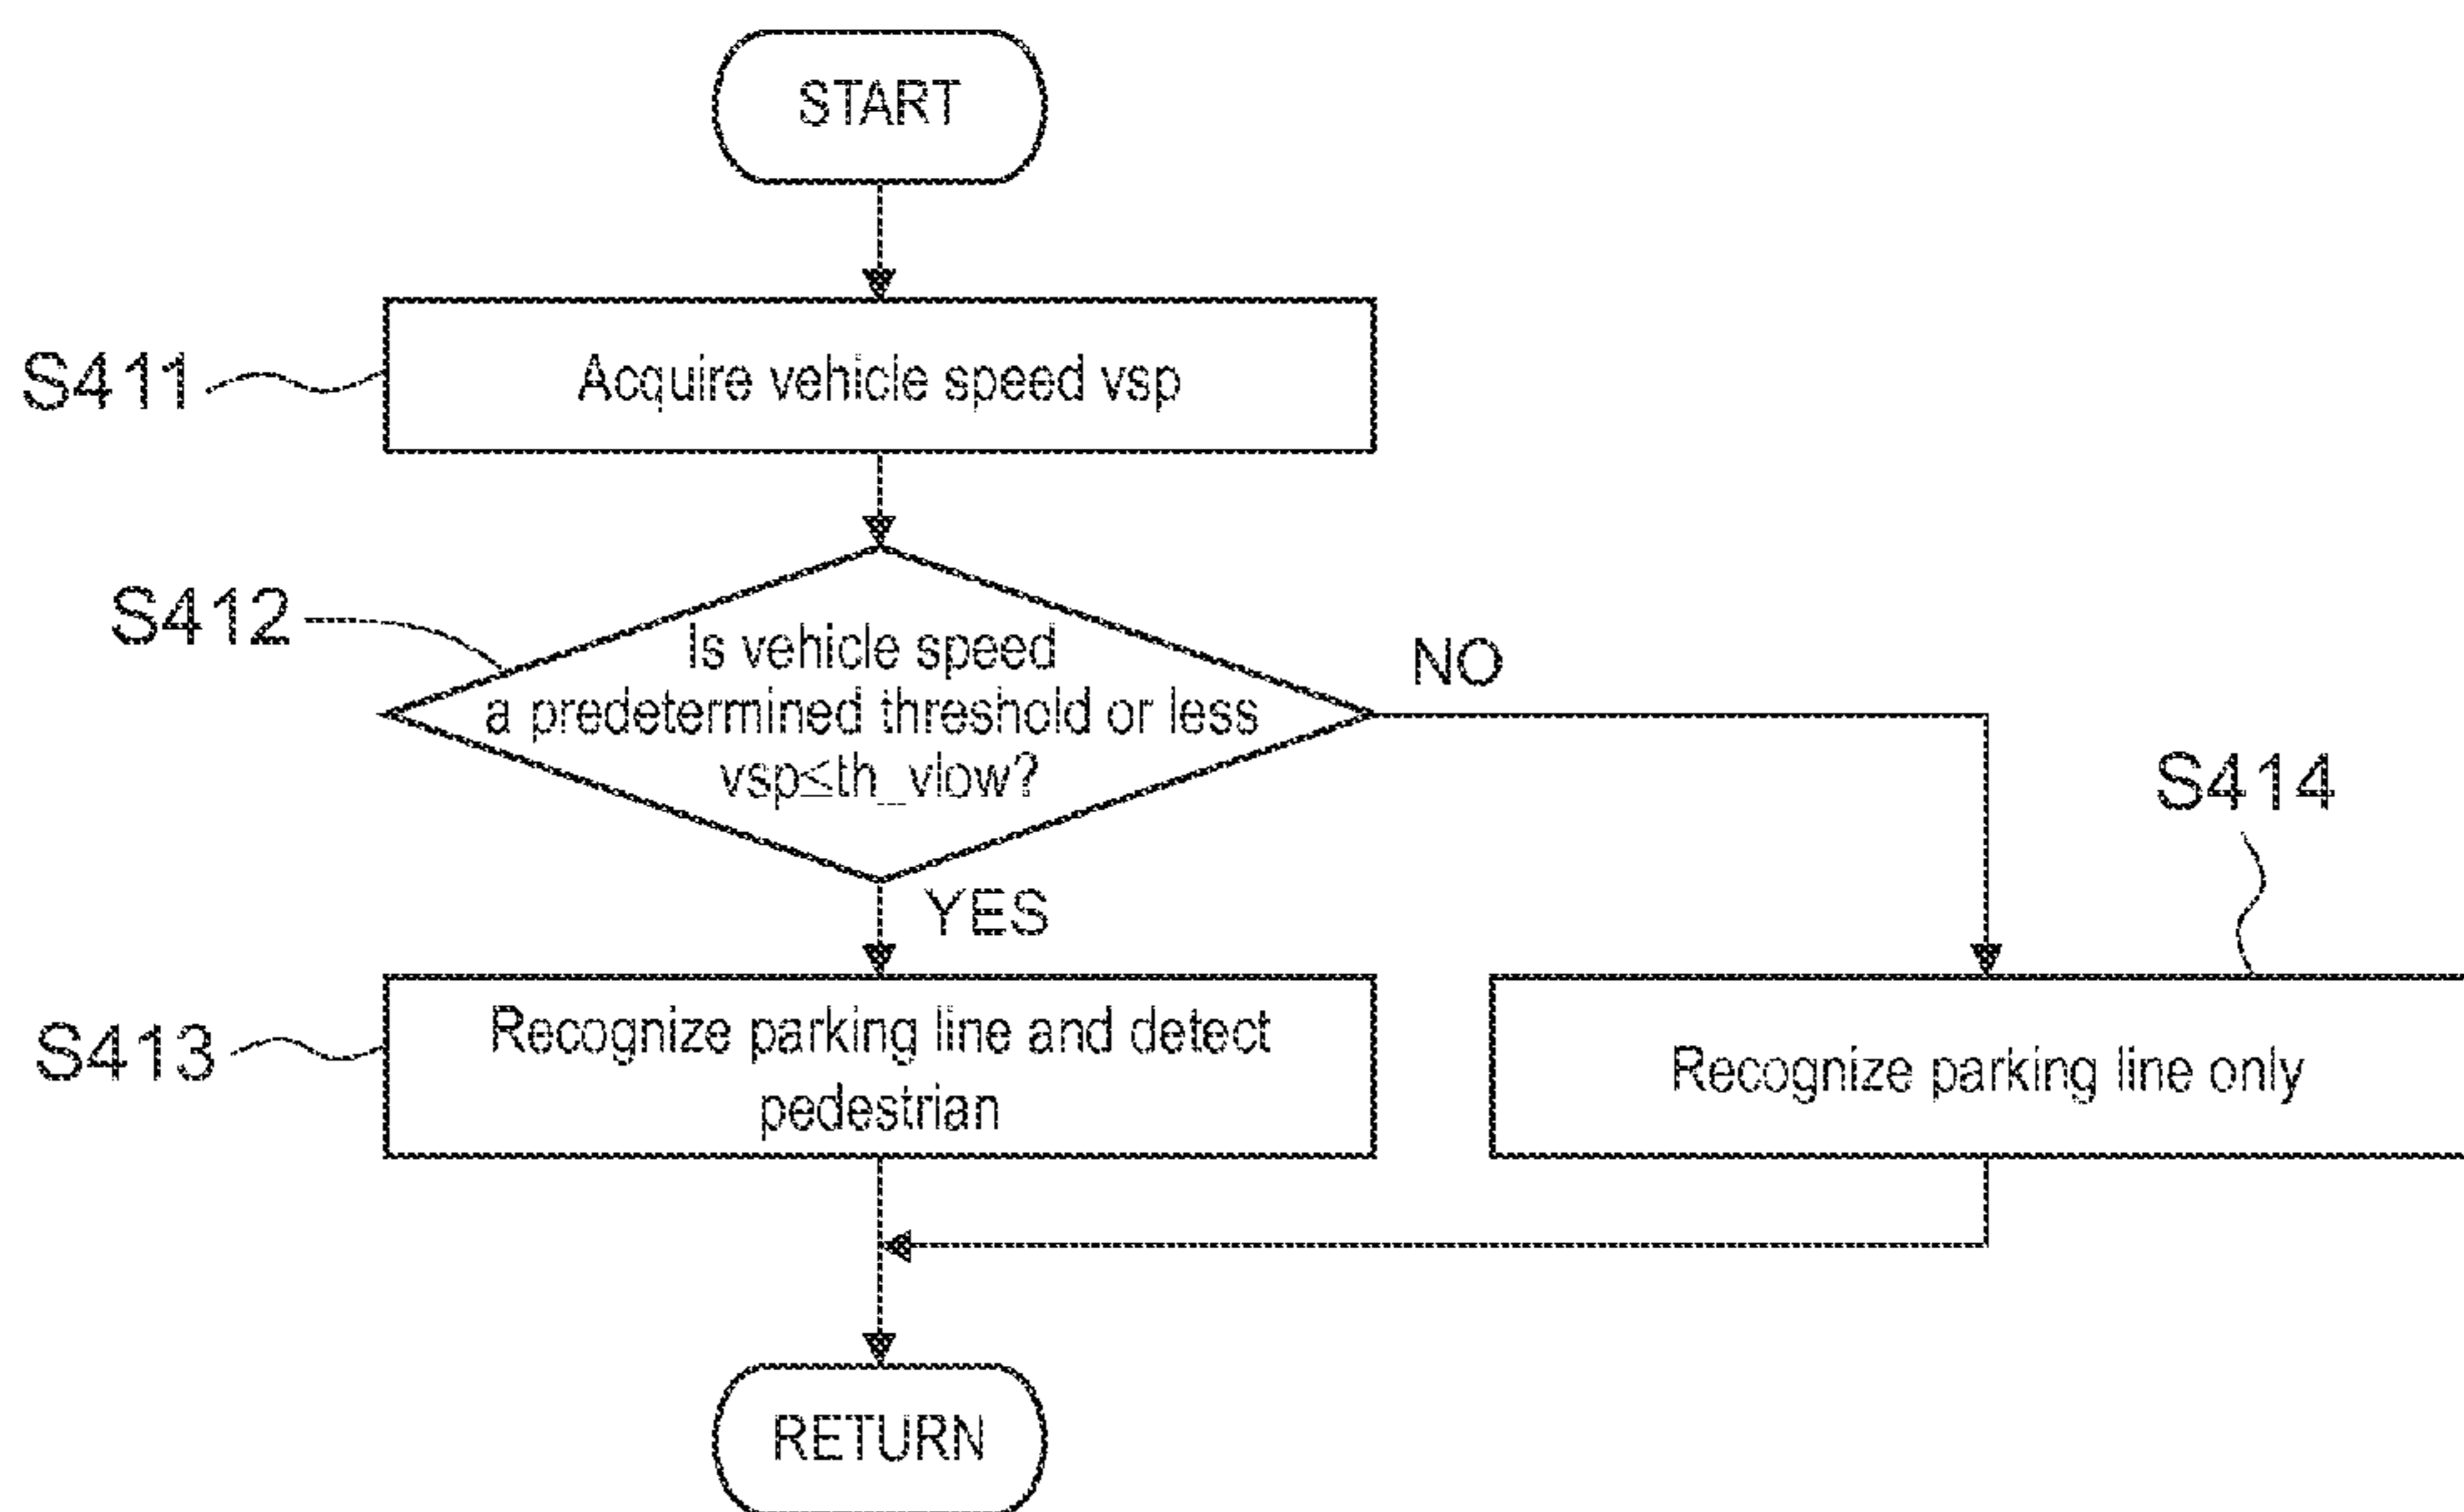 START
S411
Acquire vehicle speed vsp
S412
Is vehicle speed
a predetermined threshold or less
vsp≤th_vlow?
NO
YES
S413
Recognize parking line and detect
pedestrian
S414
Recognize parking line only
RETURN